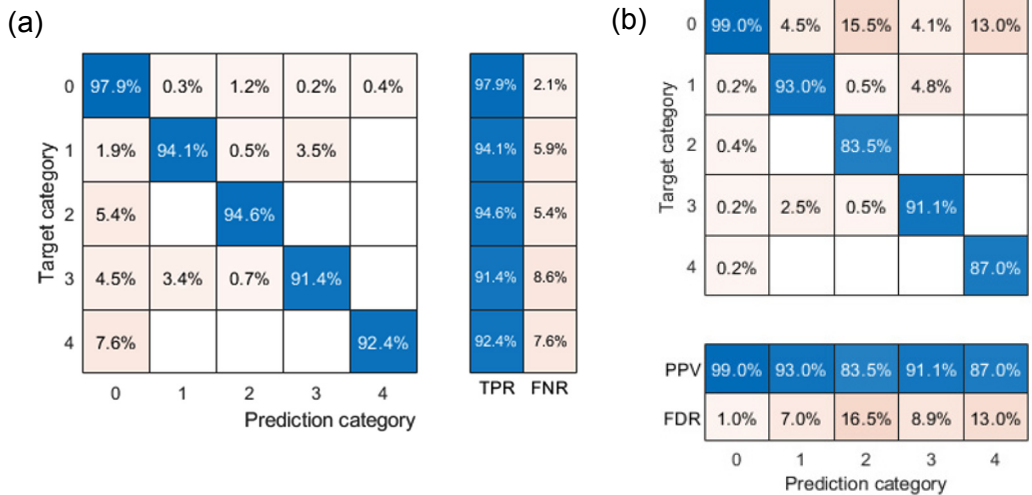 (a)
Target category
0 97.9% 0.3% 1.2% 0.2% 0.4%
1 1.9% 94.1% 0.5% 3.5%
2 5.4% 94.6%
3 4.5% 3.4% 0.7% 91.4%
4 7.6% 92.4%
0 1 2 3 4
Prediction category
97.9% 2.1%
94.1% 5.9%
94.6% 5.4%
91.4% 8.6%
92.4% 7.6%
TPR FNR
(b)
Target category
0 99.0% 4.5% 15.5% 4.1% 13.0%
1 0.2% 93.0% 0.5% 4.8%
2 0.4% 83.5%
3 0.2% 2.5% 0.5% 91.1%
4 0.2% 87.0%
PPV 99.0% 93.0% 83.5% 91.1% 87.0%
FDR 1.0% 7.0% 16.5% 8.9% 13.0%
0 1 2 3 4
Prediction category